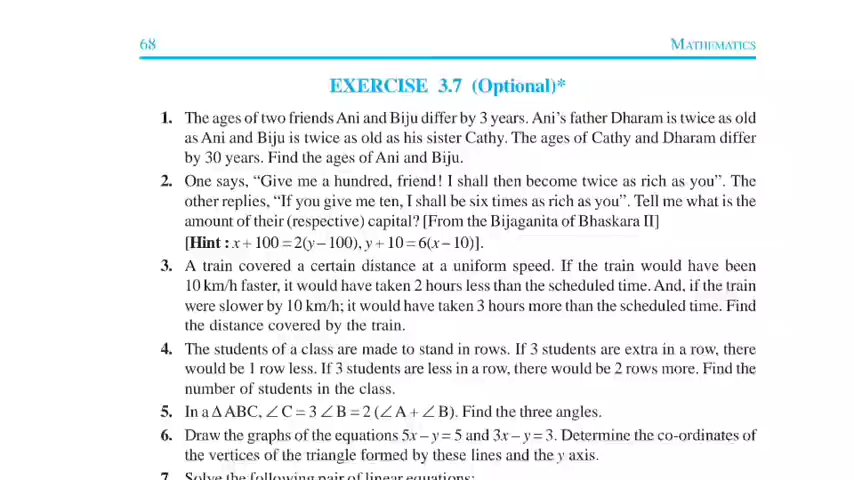 68
MATHEMATICS
EXERCISE 3.7 (Optional)*
1. The ages of two friends Ani and Biju differ by 3 years. Ani's father Dharam is twice as old
as Ani and Biju is twice as old as his sister Cathy. The ages of Cathy and Dharam differ
by 30 years. Find the ages of Ani and Biju.
2. One says, “Give me a hundred, friend! I shall then become twice as rich as you”. The
other replies, “If you give me ten, I shall be six times as rich as you”. Tell me what is the
amount of their (respective) capital? [From the Bijaganita of Bhaskara II]
[Hint : x + 100 = 2(y – 100), y + 10 = 6(x – 10)].
3. A train covered a certain distance at a uniform speed. If the train would have been
10 km/h faster, it would have taken 2 hours less than the scheduled time. And, if the train
were slower by 10 km/h; it would have taken 3 hours more than the scheduled time. Find
the distance covered by the train.
4. The students of a class are made to stand in rows. If 3 students are extra in a row, there
would be 1 row less. If 3 students are less in a row, there would be 2 rows more. Find the
number of students in the class.
5. In a Δ ABC, ∠ C = 3 ∠ B = 2 (∠ A + ∠ B). Find the three angles.
6. Draw the graphs of the equations 5x – y = 5 and 3x – y = 3. Determine the co-ordinates of
the vertices of the triangle formed by these lines and the y axis.
7. Solve the following pair of linear equations: